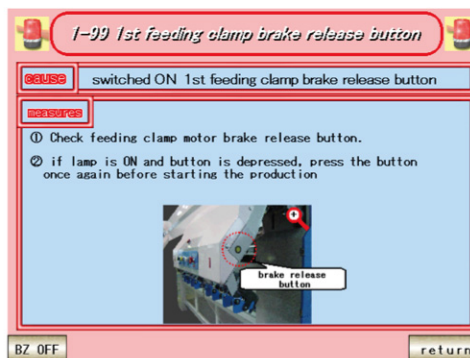 1-99 1st feeding clamp brake release button
cause
switched ON 1st feeding clamp brake release button
measures
① Check feeding clamp motor brake release button.
② if lamp is ON and button is depressed, press the button
once again before starting the production
brake release
button
BZ OFF
return